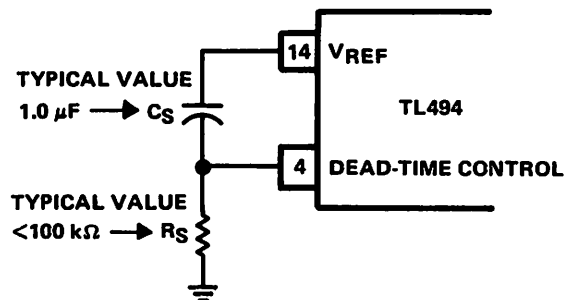 14 VREF
TYPICAL VALUE
1.0 μF CS
TL494
4 DEAD-TIME CONTROL
TYPICAL VALUE
<100 kΩ RS